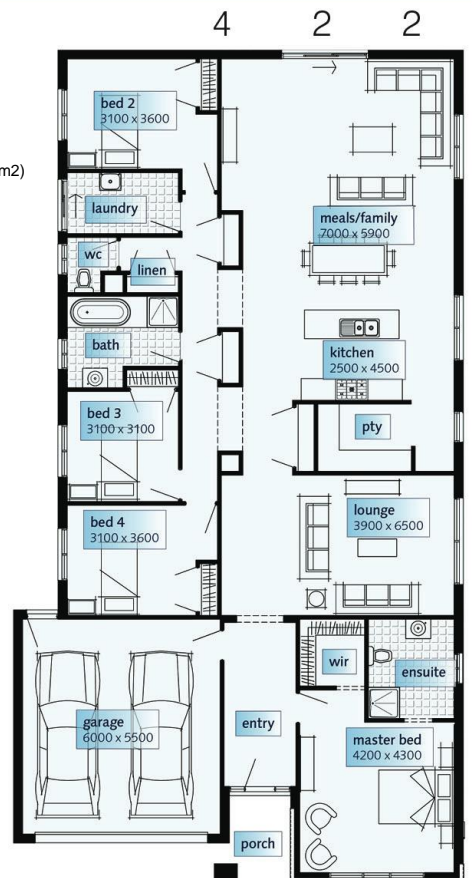 4 2 2
bed 2
3100 x 3600
m2)
laundry
meals/family
7000 x 5900
wc
linen
bath
kitchen
2500 x 4500
bed 3
3100 x 3100
pty
bed 4
3100 x 3600
lounge
3900 x 6500
wir
ensuite
garage
6000 x 5500
entry
master bed
4200 x 4300
porch